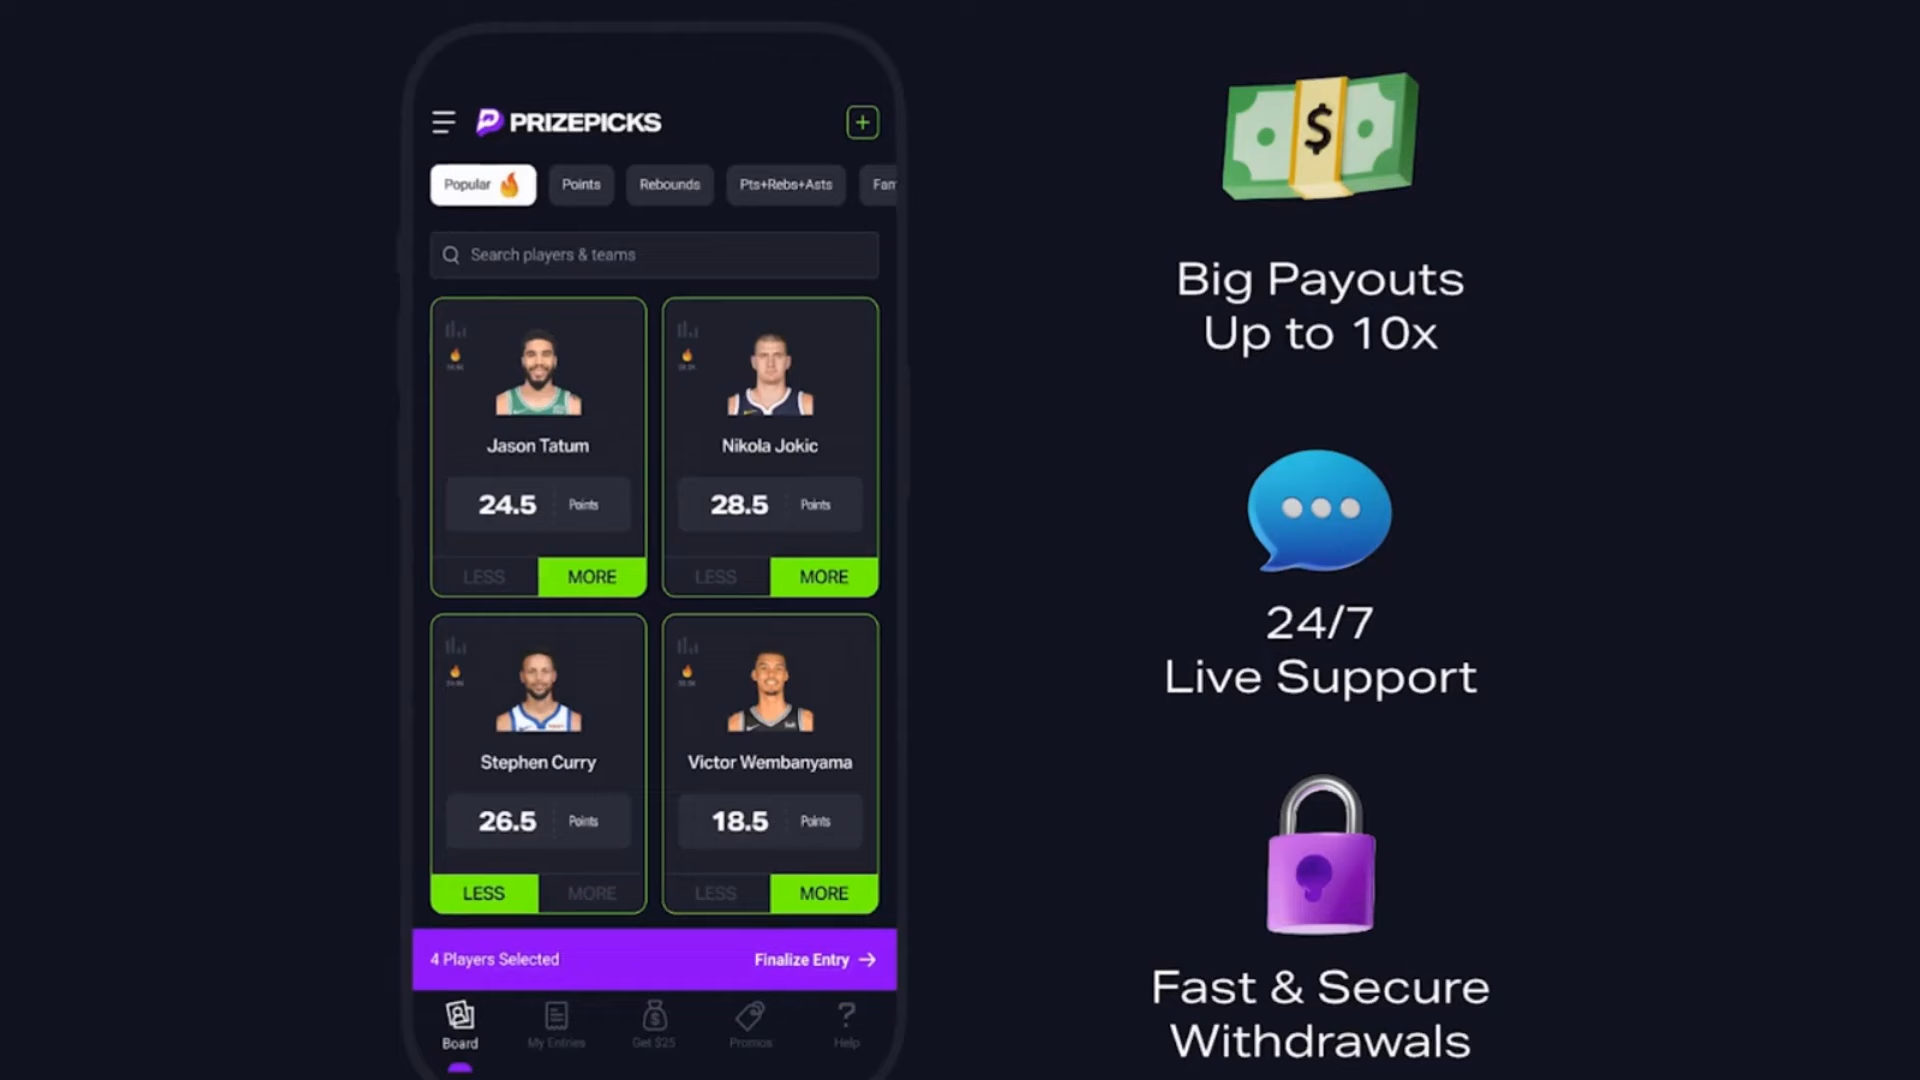 PRIZEPICKS
Popular
Points
Rebounds
Pts+Rebs+Asts
Fan
Search players & teams
Jason Tatum
24.5 Points
LESS MORE
Nikola Jokic
28.5 Points
LESS MORE
Stephen Curry
26.5 Points
LESS MORE
Victor Wembanyama
18.5 Points
LESS MORE
4 Players Selected
Finalize Entry
Board
My Entries
Get $25
Promos
? Help
$
Big Payouts
Up to 10x
24/7
Live Support
Fast & Secure
Withdrawals